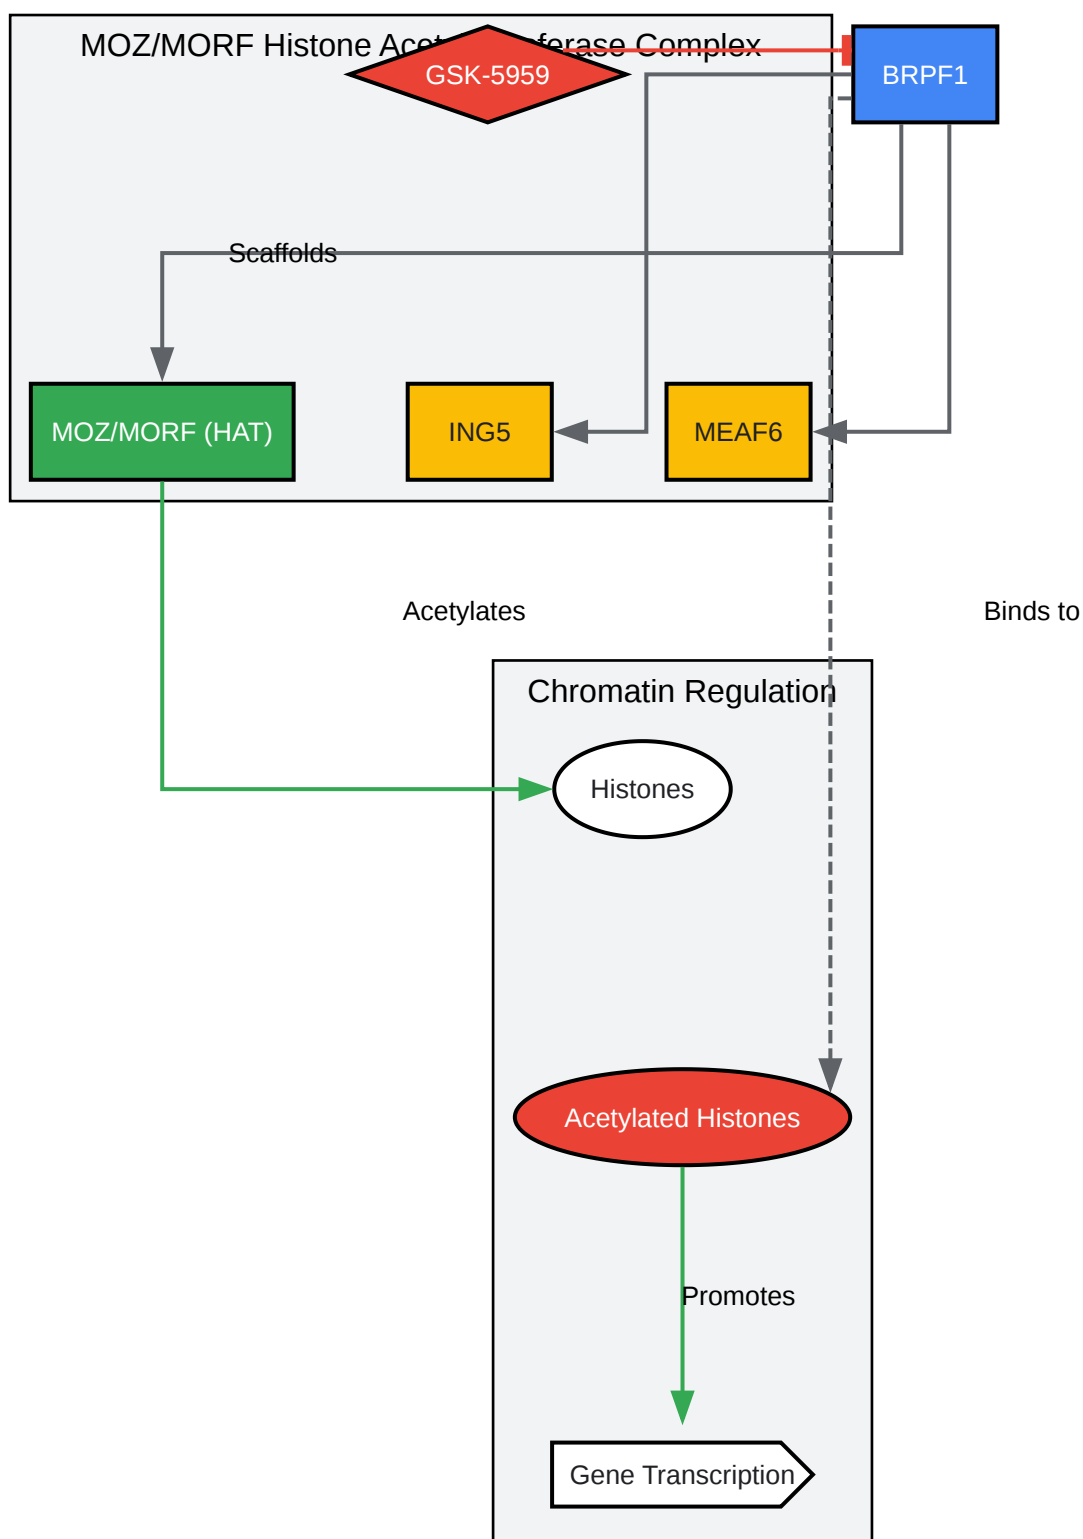 MOZ/MORF Histone Acet ferase Complex
GSK-5959
BRPF1
Scaffolds
MOZ/MORF (HAT)
ING5
MEAF6
Acetylates
Binds to
Chromatin Regulation
Histones
Acetylated Histones
Promotes
Gene Transcription